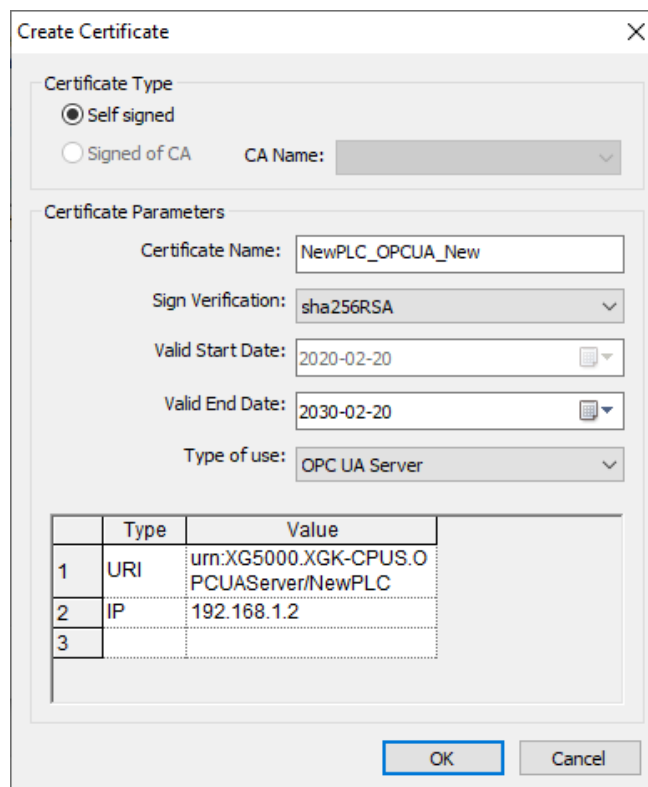 Create Certificate
Certificate Type
Self signed
Signed of CA CA Name:
Certificate Parameters
Certificate Name: NewPLC_OPCUA_New
Sign Verification: sha256RSA
Valid Start Date: 2020-02-20
Valid End Date: 2030-02-20
Type of use: OPC UA Server
Type Value
1 URI urn:XG5000.XGK-CPUS.O
PCUAServer/NewPLC
2 IP 192.168.1.2
3
OK Cancel